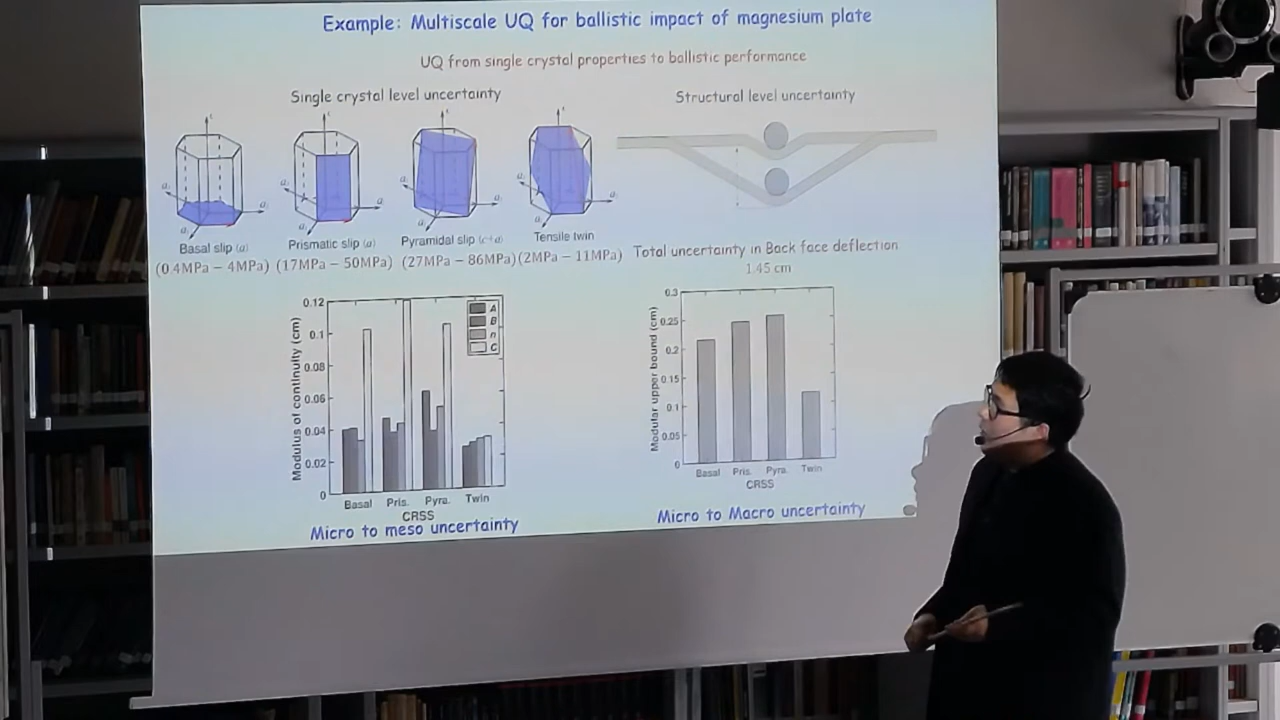 Example: Multiscale UQ for ballistic impact of magnesium plate
UQ from single crystal properties to ballistic performance
Single crystal level uncertainty
Structural level uncertainty
Basal slip ⟨a⟩
Prismatic slip ⟨a⟩
Pyramidal slip ⟨c+a⟩
Tensile twin
(0.4MPa – 4MPa) (17MPa – 50MPa) (27MPa – 86MPa) (2MPa – 11MPa)
Total uncertainty in Back face deflection
1.45 cm
Modulus of continuity (cm)
0.12
0.1
0.08
0.06
0.04
0.02
0
A
B
n
C
Basal Pris. Pyra. Twin
CRSS
Micro to meso uncertainty
Modular upper bound (cm)
0.3
0.25
0.2
0.15
0.1
0.05
0
Basal Pris. Pyra. Twin
CRSS
Micro to Macro uncertainty